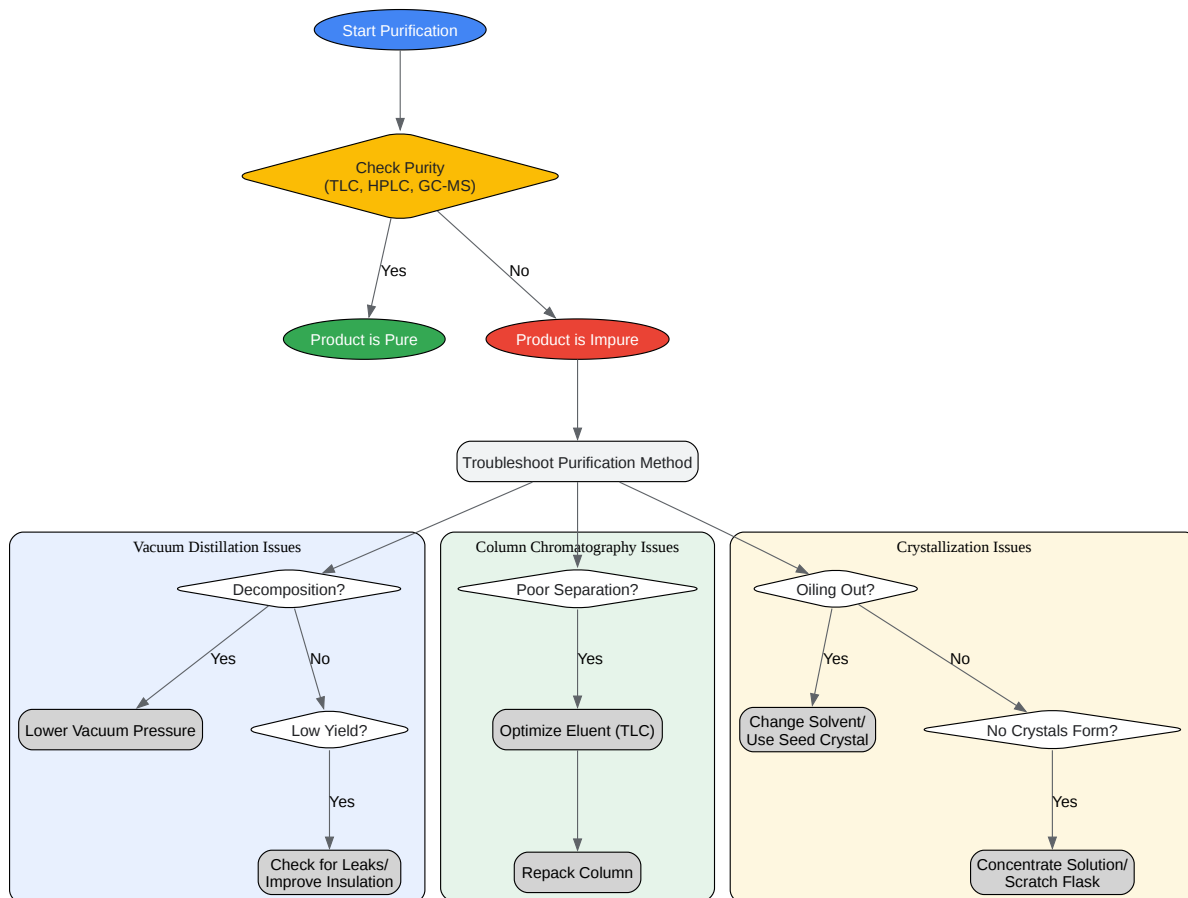 Start Purification
Check Purity
(TLC, HPLC, GC-MS)
Yes
No
Product is Pure
Product is Impure
Troubleshoot Purification Method
Vacuum Distillation Issues
Column Chromatography Issues
Crystallization Issues
Decomposition?
Poor Separation?
Oiling Out?
Yes
No
Yes
Yes
No
Lower Vacuum Pressure
Low Yield?
Optimize Eluent (TLC)
Change Solvent/
Use Seed Crystal
No Crystals Form?
Yes
Yes
Check for Leaks/
Improve Insulation
Repack Column
Concentrate Solution/
Scratch Flask